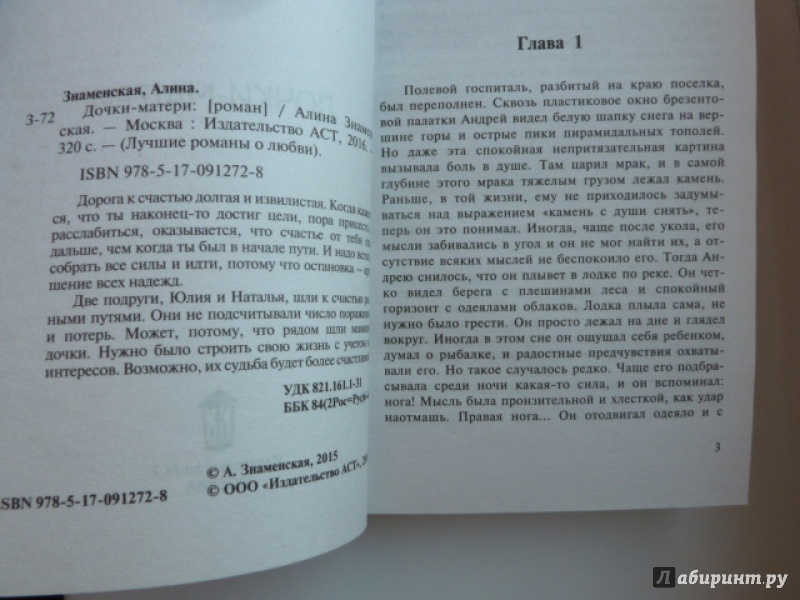 Знаменская, Алина.
З-72
Дочки-матери: [роман] / Алина Знамен
ская. — Москва : Издательство АСТ, 2016. —
320 с. — (Лучшие романы о любви).
ISBN 978-5-17-091272-8
Дорога к счастью долгая и извилистая. Когда
ся, что ты наконец-то достиг цели, пора
расслабиться, оказывается, что счастье от тебя
дальше, чем когда ты был в начале пути. И надо
собрать все силы и идти, потому что остановка –
шение всех надежд.
Две подруги, Юлия и Наталья, шли к счастью
ными путями. Они не подсчитывали число
и потерь. Может, потому, что рядом шли
дочки. Нужно было строить свою жизнь с учетом
интересов. Возможно, их судьба будет более
УДК 821.161.1-31
ББК 84(2Рос=Рус)6
© А. Знаменская, 2015
© ООО «Издательство АСТ»,
ISBN 978-5-17-091272-8
Глава 1
Полевой госпиталь, разбитый на краю поселка,
был переполнен. Сквозь пластиковое окно брезенто-
вой палатки Андрей видел белую шапку снега на вер-
шине горы и острые пики пирамидальных тополей.
Но даже эта спокойная непритязательная картина
вызывала боль в душе. Там царил мрак, и в самой
глубине этого мрака тяжелым грузом лежал камень.
Раньше, в той жизни, ему не приходилось задумы-
ваться над выражением «камень с души снять», те-
перь он это понимал. Иногда, чаще после укола, его
мысли забивались в угол и он не мог найти их, а от-
сутствие всяких мыслей не беспокоило его. Тогда Ан-
дрею снилось, что он плывет в лодке по реке. Он чет-
ко видел берега с плешинами леса и спокойный
горизонт с одеялами облаков. Лодка плыла сама, не
нужно было грести. Он просто лежал на дне и глядел
вокруг. Иногда в этом сне он ощущал себя ребенком,
думал о рыбалке, и радостные предчувствия охваты-
вали его. Но такое случалось редко. Чаще его подбра-
сывала среди ночи какая-то сила, и он вспоминал:
нога! Мысль была пронзительной и хлесткой, как удар
наотмашь. Правая нога... Он отодвигал одеяло и с
3
Лабиринт.ру